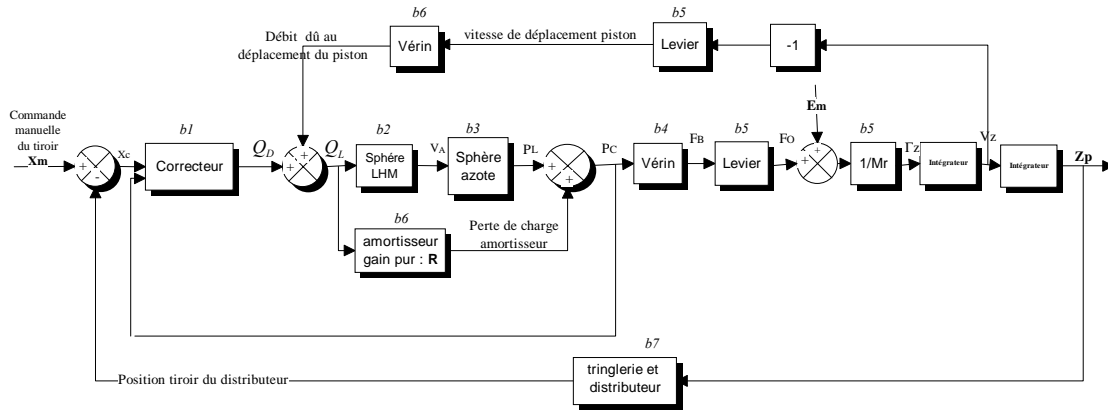 b6
b5
Débit dû au
déplacement du piston
Vérin
vitesse de déplacement piston
Levier
-1
Em
Commande
manuelle
du tiroir
Xm
+
-
Xc
b1
Correcteur
QD
+
+
QL
b2
Sphére
LHM
VA
b3
Sphère
azote
PL
+
+
PC
b4
Vérin
FB
b5
Levier
FO
+
b5
1/Mr
ΓZ
Intégrateur
VZ
Intégrateur
Zp
b6
amortisseur
gain pur : R
Perte de charge
amortisseur
b7
tringlerie et
distributeur
Position tiroir du distributeur